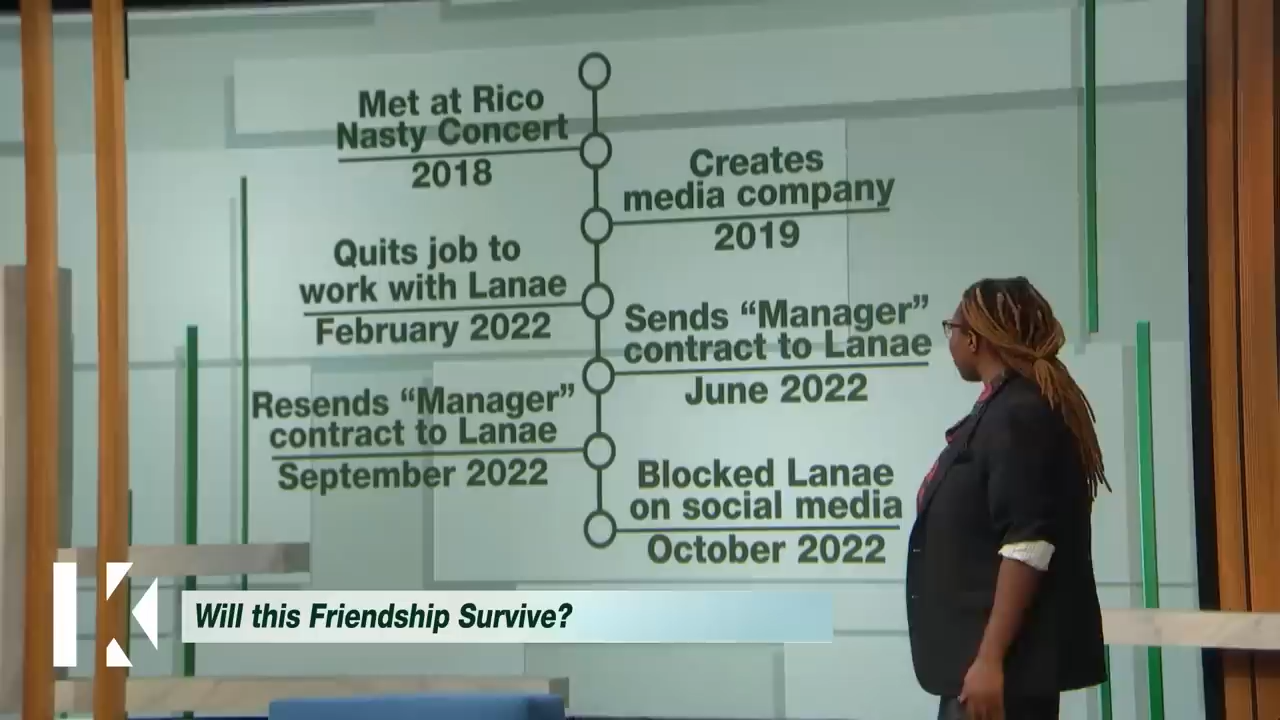 Met at Rico
Nasty Concert
2018
Creates
media company
2019
Quits job to
work with Lanae
February 2022
Sends “Manager”
contract to Lanae
June 2022
Resends “Manager”
contract to Lanae
September 2022
Blocked Lanae
on social media
October 2022
K
Will this Friendship Survive?